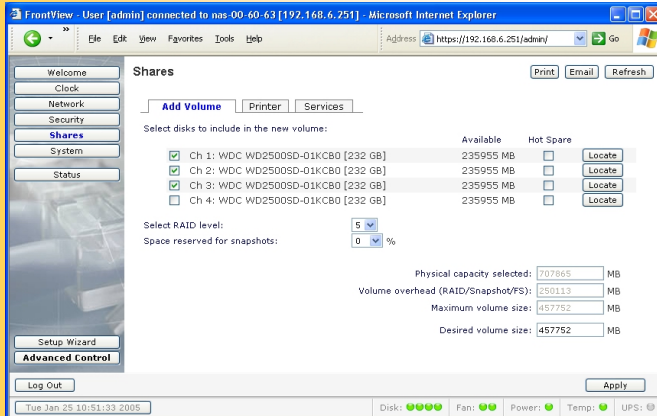 FrontView - User [admin] connected to nas-00-60-63 [192.168.6.251] - Microsoft Internet Explorer
File Edit View Favorites Tools Help
Address https://192.168.6.251/admin/ Go
Welcome
Clock
Network
Security
Shares
System
Status
Setup Wizard
Advanced Control
Shares
Print Email Refresh
Add Volume Printer Services
Select disks to include in the new volume:
Available Hot Spare
Ch 1: WDC WD2500SD-01KCB0 [232 GB] 235955 MB Locate
Ch 2: WDC WD2500SD-01KCB0 [232 GB] 235955 MB Locate
Ch 3: WDC WD2500SD-01KCB0 [232 GB] 235955 MB Locate
Ch 4: WDC WD2500SD-01KCB0 [232 GB] 235955 MB Locate
Select RAID level: 5
Space reserved for snapshots: 0 %
Physical capacity selected: 707865 MB
Volume overhead (RAID/Snapshot/FS): 250113 MB
Maximum volume size: 457752 MB
Desired volume size: 457752 MB
Log Out Apply
Tue Jan 25 10:51:33 2005 Disk: Fan: Power: Temp: UPS: